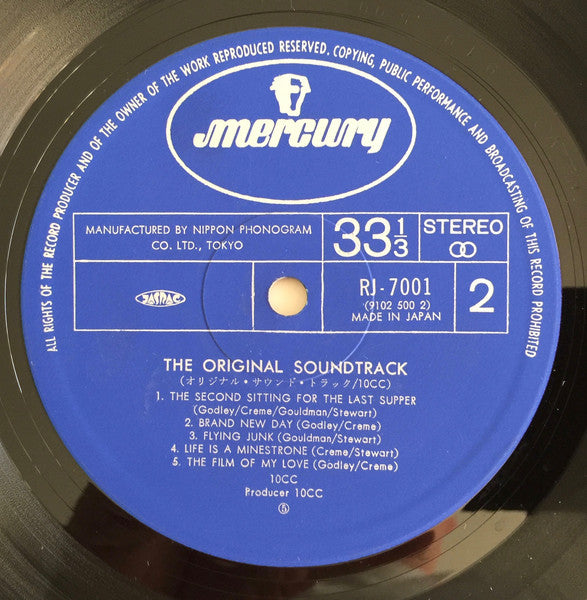 ALL RIGHTS OF THE RECORD PRODUCER AND OF THE OWNER OF THE WORK REPRODUCED RESERVED. COPYING, PUBLIC PERFORMANCE AND BROADCASTING OF THIS RECORD PROHIBITED
mercury
MANUFACTURED BY NIPPON PHONOGRAM
CO. LTD., TOKYO
33 1/3
STEREO
JASRAC
RJ-7001
(9102 500 2)
MADE IN JAPAN
2
THE ORIGINAL SOUNDTRACK
(オリジナル・サウンド・トラック/10CC)
1. THE SECOND SITTING FOR THE LAST SUPPER
(Godley/Creme/Gouldman/Stewart)
2. BRAND NEW DAY (Godley/Creme)
3. FLYING JUNK (Gouldman/Stewart)
4. LIFE IS A MINESTRONE (Creme/Stewart)
5. THE FILM OF MY LOVE (Godley/Creme)
10CC
Producer 10CC
⑤